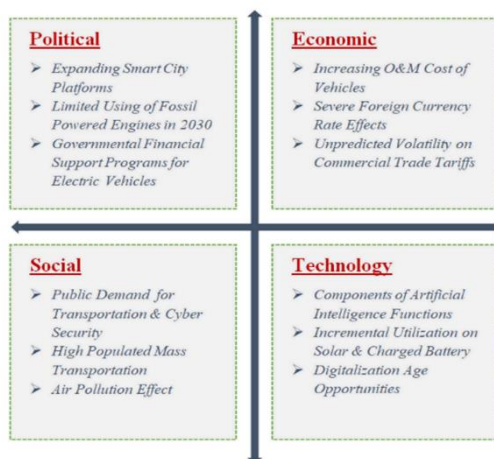 Political
➤ Expanding Smart City
Platforms
➤ Limited Using of Fossil
Powered Engines in 2030
➤ Governmental Financial
Support Programs for
Electric Vehicles
Economic
➤ Increasing O&M Cost of
Vehicles
➤ Severe Foreign Currency
Rate Effects
➤ Unpredicted Volatility on
Commercial Trade Tariffs
Social
➤ Public Demand for
Transportation & Cyber
Security
➤ High Populated Mass
Transportation
➤ Air Pollution Effect
Technology
➤ Components of Artificial
Intelligence Functions
➤ Incremental Utilization on
Solar & Charged Battery
➤ Digitalization Age
Opportunities